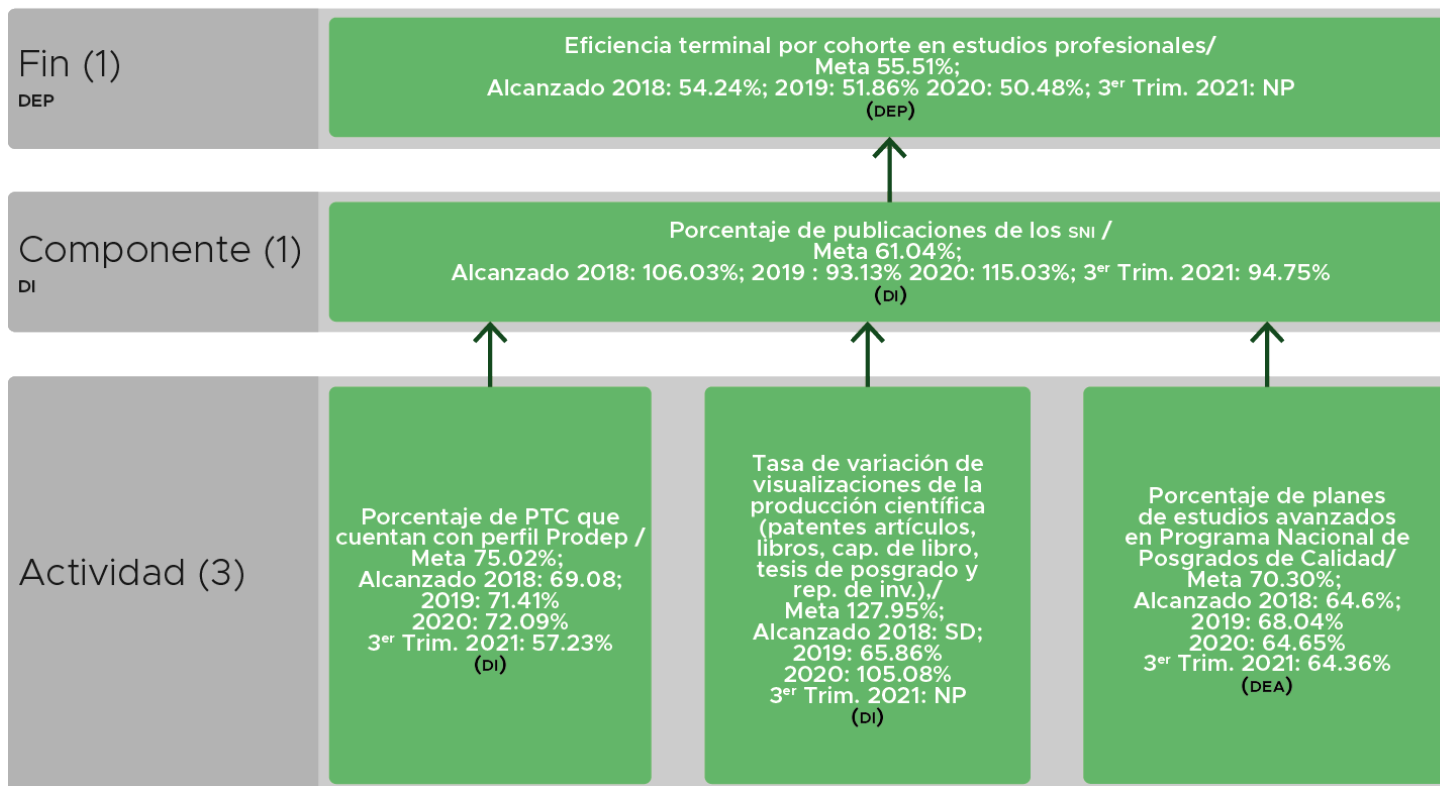 Fin (1)
DEP
Eficiencia terminal por cohorte en estudios profesionales/
Meta 55.51%;
Alcanzado 2018: 54.24%; 2019: 51.86% 2020: 50.48%; 3er Trim. 2021: NP
(DEP)
Componente (1)
DI
Porcentaje de publicaciones de los SNI /
Meta 61.04%;
Alcanzado 2018: 106.03%; 2019 : 93.13% 2020: 115.03%; 3er Trim. 2021: 94.75%
(DI)
Actividad (3)
Porcentaje de PTC que
cuentan con perfil Prodep /
Meta 75.02%;
Alcanzado 2018: 69.08;
2019: 71.41%
2020: 72.09%
3er Trim. 2021: 57.23%
(DI)
Tasa de variación de
visualizaciones de la
producción científica
(patentes artículos,
libros, cap. de libro,
tesis de posgrado y
rep. de inv.),/
Meta 127.95%;
Alcanzado 2018: SD;
2019: 65.86%
2020: 105.08%
3er Trim. 2021: NP
(DI)
Porcentaje de planes
de estudios avanzados
en Programa Nacional de
Posgrados de Calidad/
Meta 70.30%;
Alcanzado 2018: 64.6%;
2019: 68.04%
2020: 64.65%
3er Trim. 2021: 64.36%
(DEA)